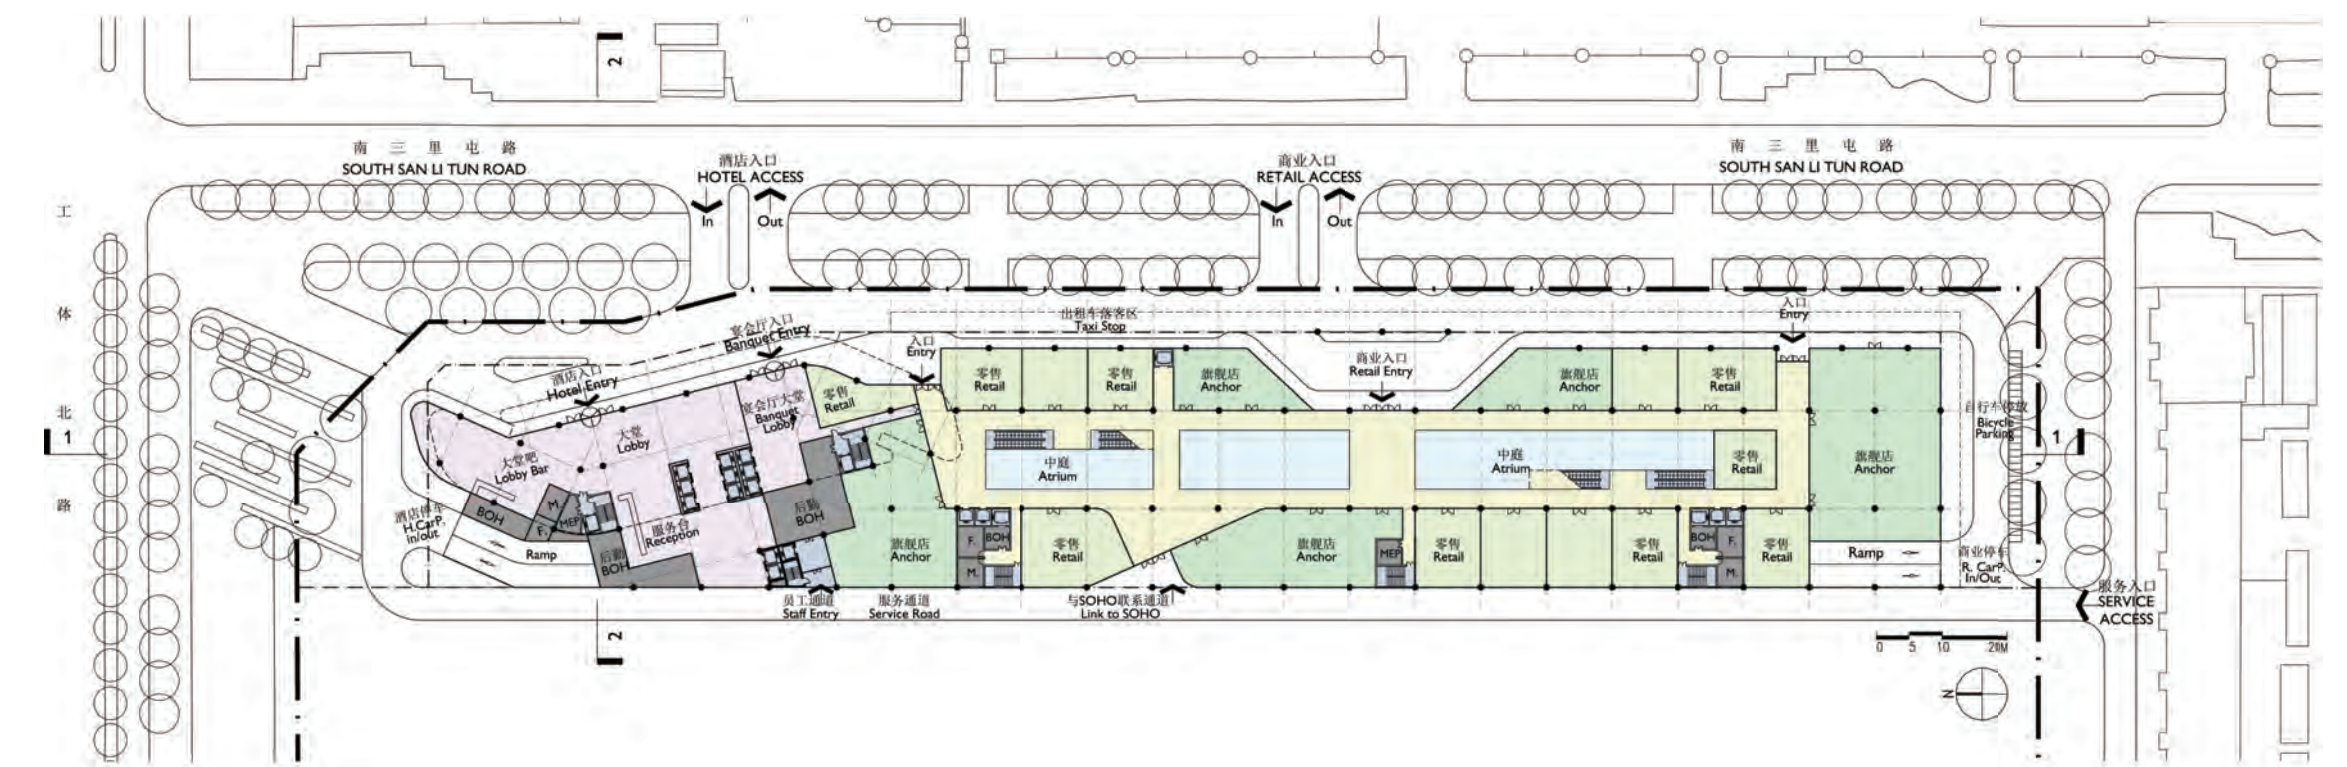 2
南三里屯路
SOUTH SAN LI TUN ROAD
酒店入口
HOTEL ACCESS
In
Out
商业入口
RETAIL ACCESS
In
Out
南三里屯路
SOUTH SAN LI TUN ROAD
工体北路
1
出租车落客区
Taxi Stop
入口
Entry
宴会厅入口
Banquet Entry
入口
Entry
商业入口
Retail Entry
酒店入口
Hotel Entry
零售
Retail
零售
Retail
旗舰店
Anchor
旗舰店
Anchor
零售
Retail
零售
Retail
宴会厅大堂
Banquet
Lobby
大堂
Lobby
大堂吧
Lobby Bar
自行车停放
Bicycle
Parking
1
中庭
Atrium
中庭
Atrium
零售
Retail
旗舰店
Anchor
酒店停车
H.CarP.
In/out
BOH
M.
F.
MEP
服务台
Reception
后勤
BOH
后勤
BOH
Ramp
旗舰店
Anchor
F.
BOH
M.
零售
Retail
旗舰店
Anchor
MEP
零售
Retail
零售
Retail
BOH
F.
M.
零售
Retail
Ramp
商业停车
R. CarP.
In/Out
服务入口
SERVICE
ACCESS
员工通道
Staff Entry
服务通道
Service Road
与SOHO联系通道
Link to SOHO
2
0 5 10 20M
N